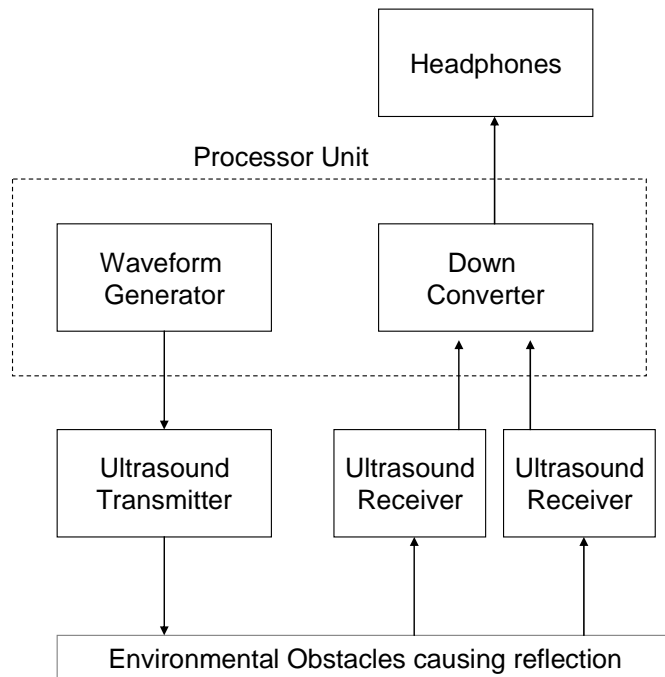 Headphones
Processor Unit
Waveform
Generator
Down
Converter
Ultrasound
Transmitter
Ultrasound
Receiver
Ultrasound
Receiver
Environmental Obstacles causing reflection